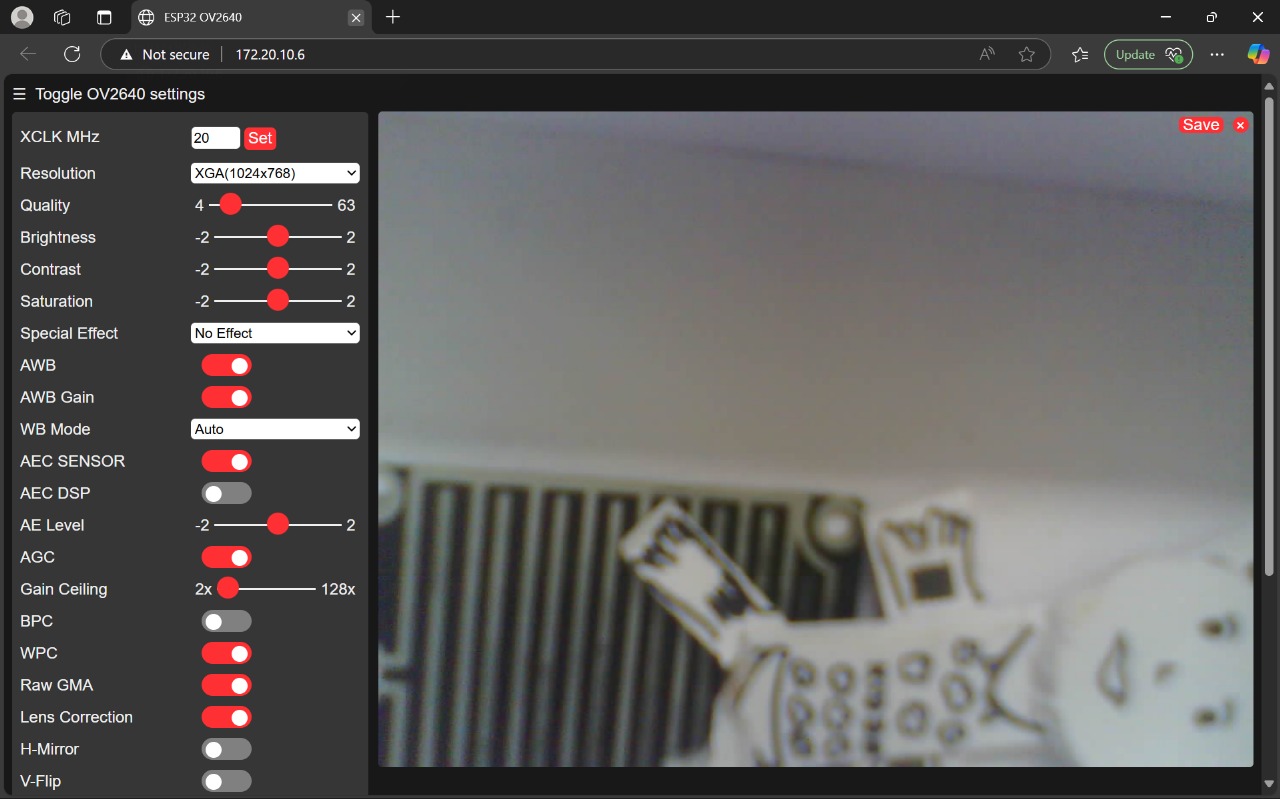 ESP32 OV2640
Not secure 172.20.10.6
Update
Toggle OV2640 settings
XCLK MHz 20 Set
Save
Resolution XGA(1024x768)
Quality 4 63
Brightness -2 2
Contrast -2 2
Saturation -2 2
Special Effect No Effect
AWB
AWB Gain
WB Mode Auto
AEC SENSOR
AEC DSP
AE Level -2 2
AGC
Gain Ceiling 2x 128x
BPC
WPC
Raw GMA
Lens Correction
H-Mirror
V-Flip